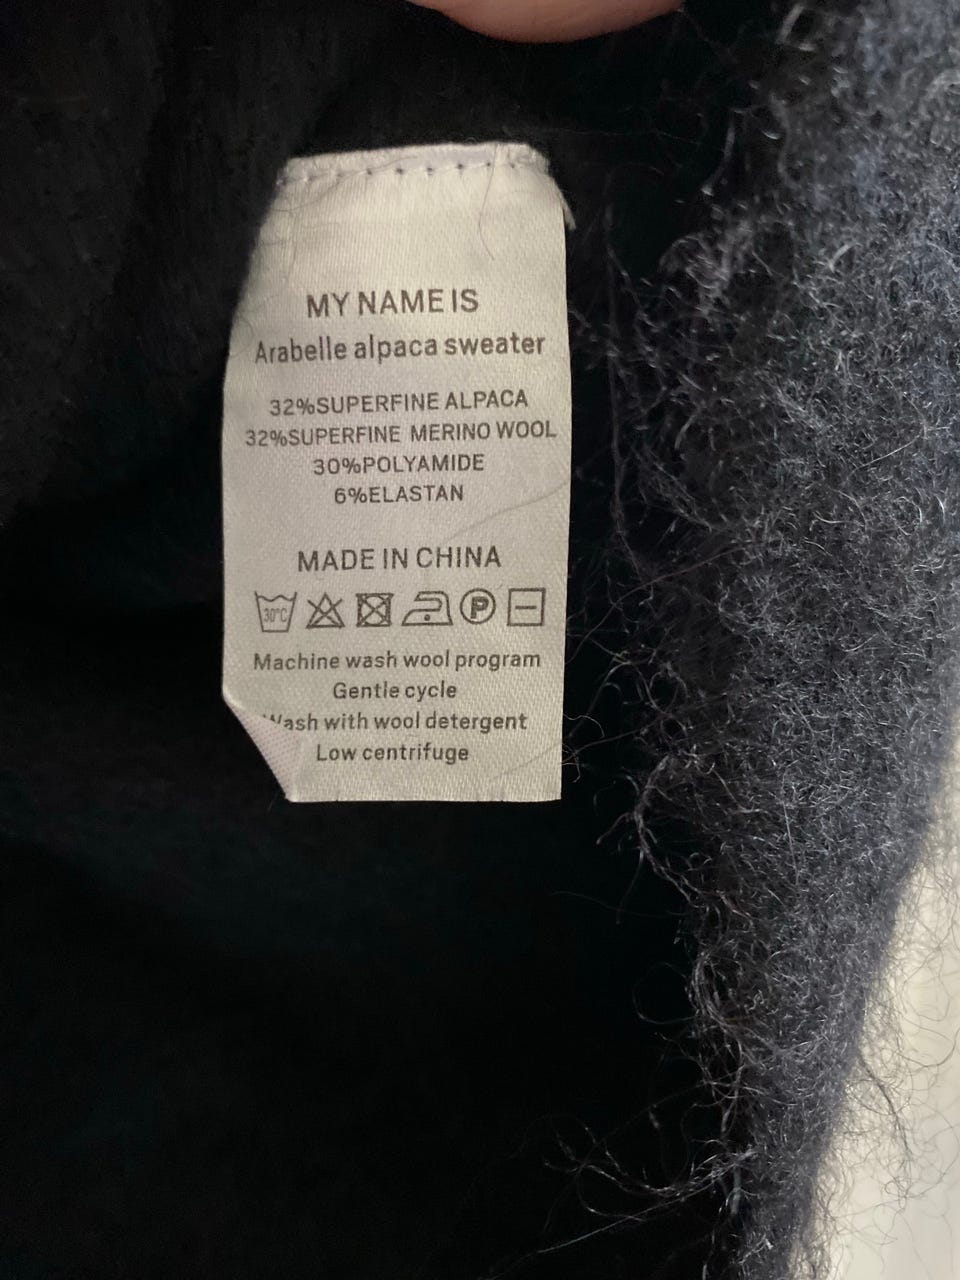 MY NAME IS
Arabelle alpaca sweater
32%SUPERFINE ALPACA
32%SUPERFINE MERINO WOOL
30%POLYAMIDE
6%ELASTAN
MADE IN CHINA
30°C P
Machine wash wool program
Gentle cycle
Wash with wool detergent
Low centrifuge